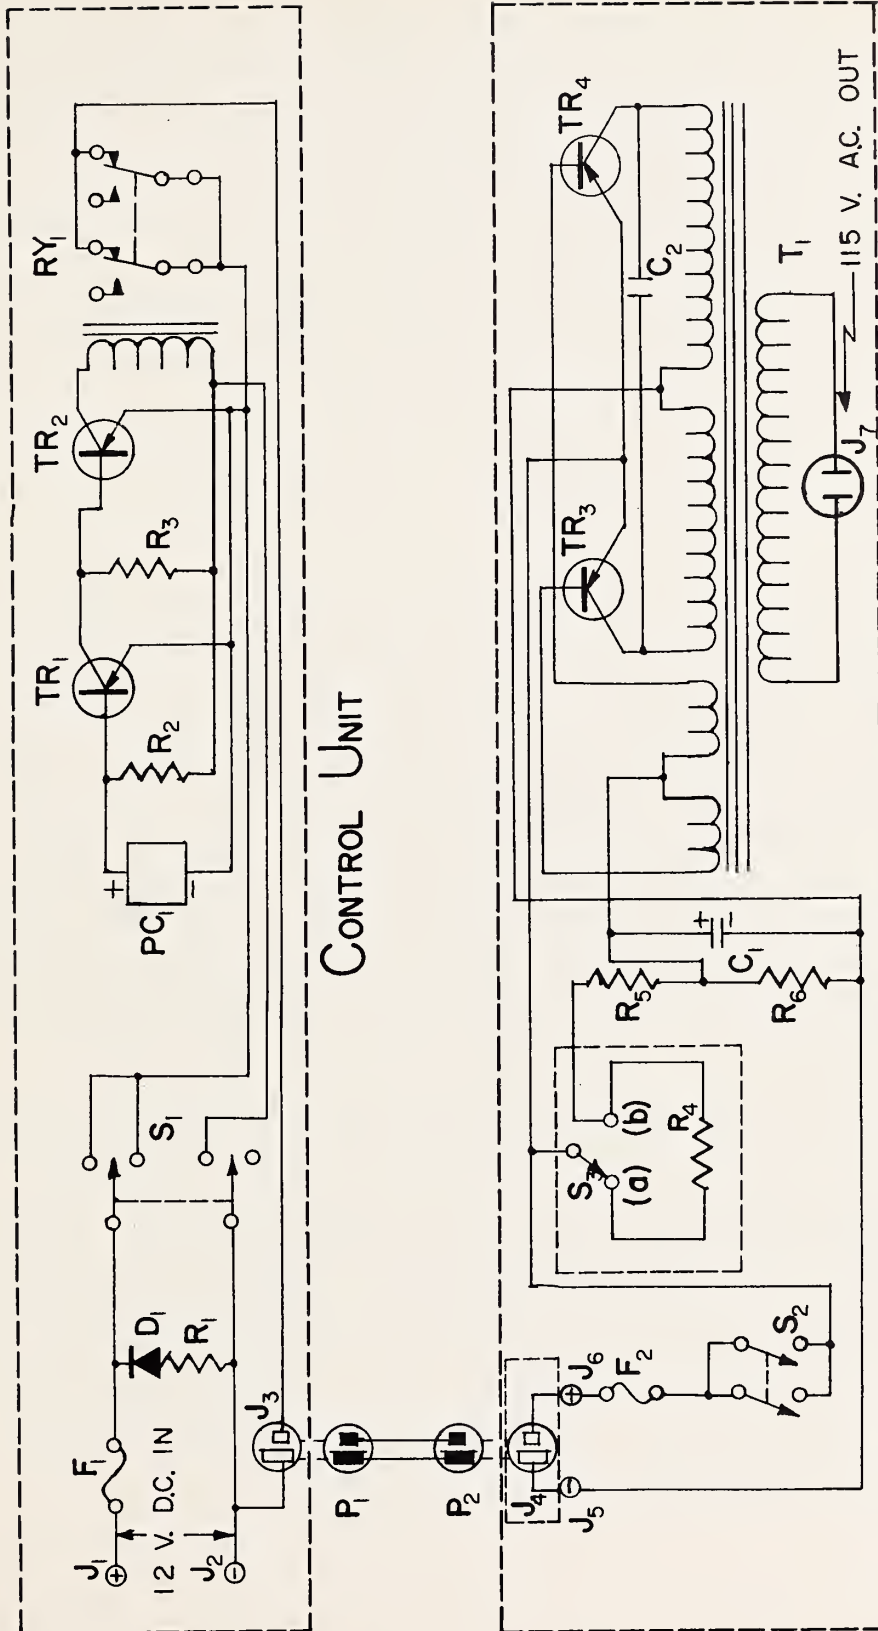 J1
+
12 V. D.C. IN
J2
−
F1
D1
R1
J3
S1
PC1
+
−
R2
TR1
R3
TR2
RY1
CONTROL UNIT
P1
P2
J4
J5
−
J6
+
F2
S2
S3
(a)
(b)
R4
R5
R6
C1
+
−
TR3
TR4
C2
T1
J7
115 V. A.C. OUT